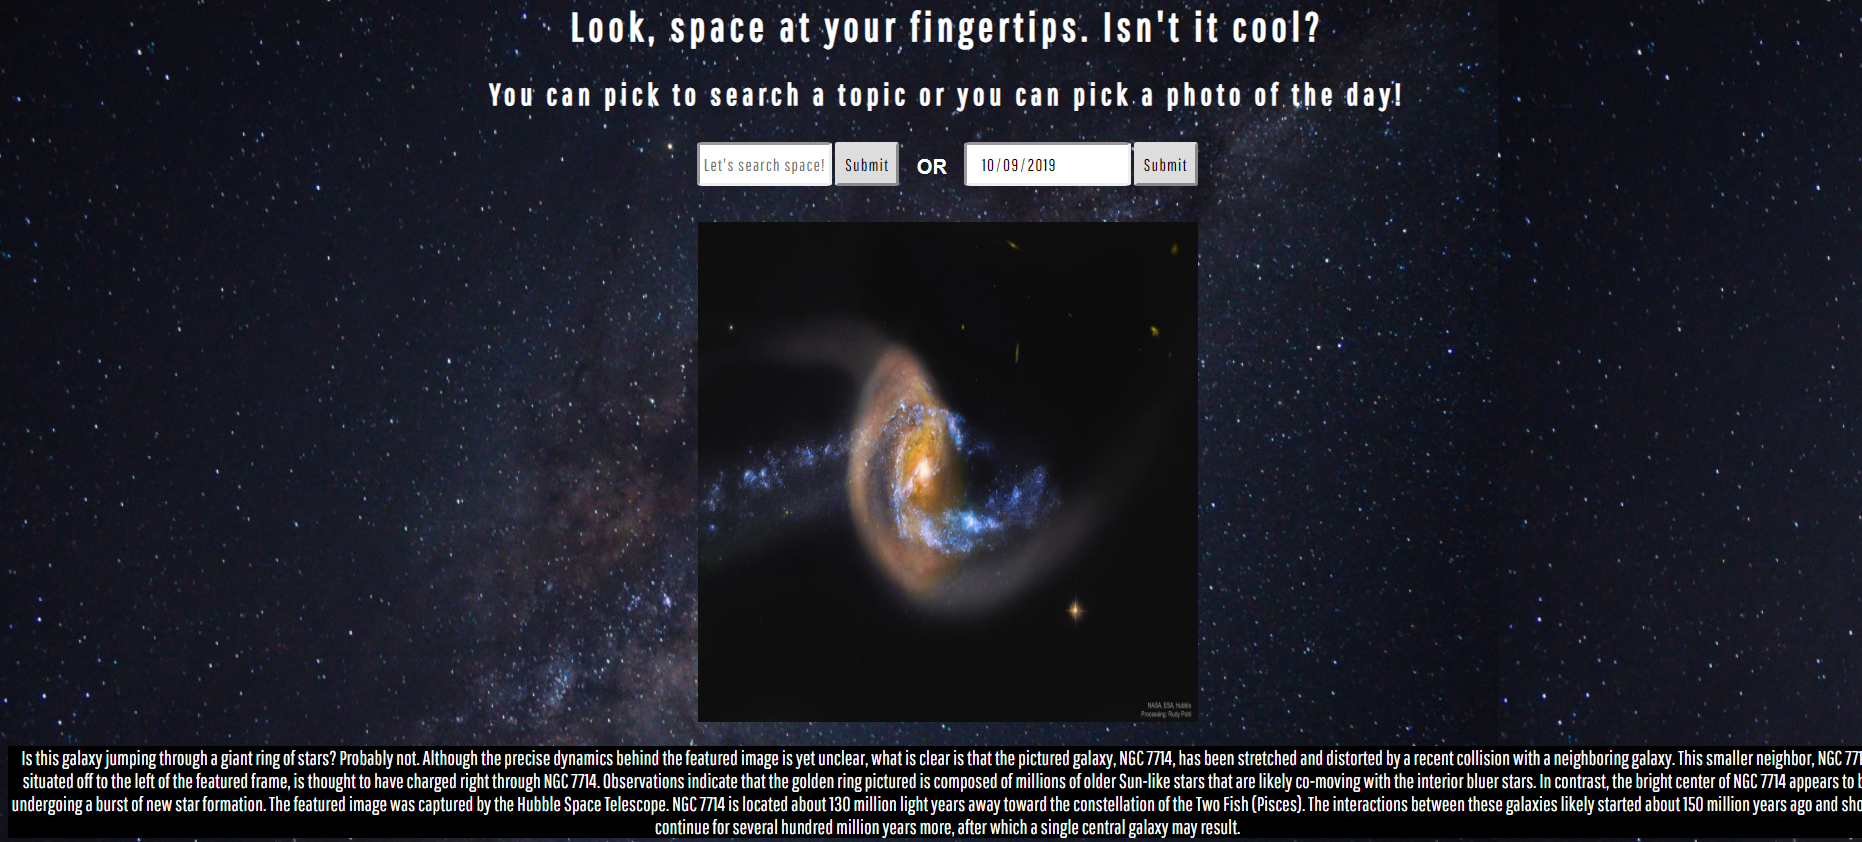 Look, space at your fingertips. Isn't it cool?
You can pick to search a topic or you can pick a photo of the day!
Let's search space! Submit OR 10/09/2019 Submit
NASA, ESA, Hubble
Processing: Rudy Pohl
Is this galaxy jumping through a giant ring of stars? Probably not. Although the precise dynamics behind the featured image is yet unclear, what is clear is that the pictured galaxy, NGC 7714, has been stretched and distorted by a recent collision with a neighboring galaxy. This smaller neighbor, NGC 771
situated off to the left of the featured frame, is thought to have charged right through NGC 7714. Observations indicate that the golden ring pictured is composed of millions of older Sun-like stars that are likely co-moving with the interior bluer stars. In contrast, the bright center of NGC 7714 appears to b
undergoing a burst of new star formation. The featured image was captured by the Hubble Space Telescope. NGC 7714 is located about 130 million light years away toward the constellation of the Two Fish (Pisces). The interactions between these galaxies likely started about 150 million years ago and sho
continue for several hundred million years more, after which a single central galaxy may result.